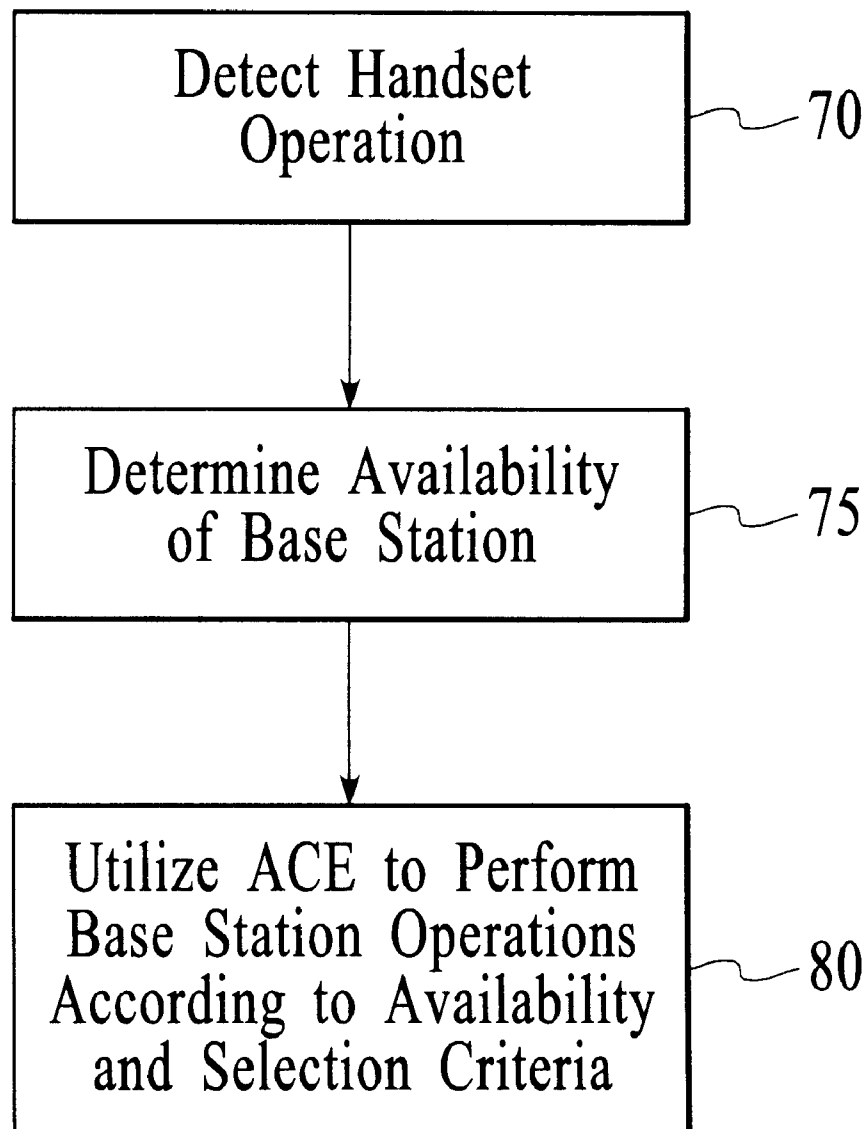 Detect Handset
Operation
70
Determine Availability
of Base Station
75
Utilize ACE to Perform
Base Station Operations
According to Availability
and Selection Criteria
80